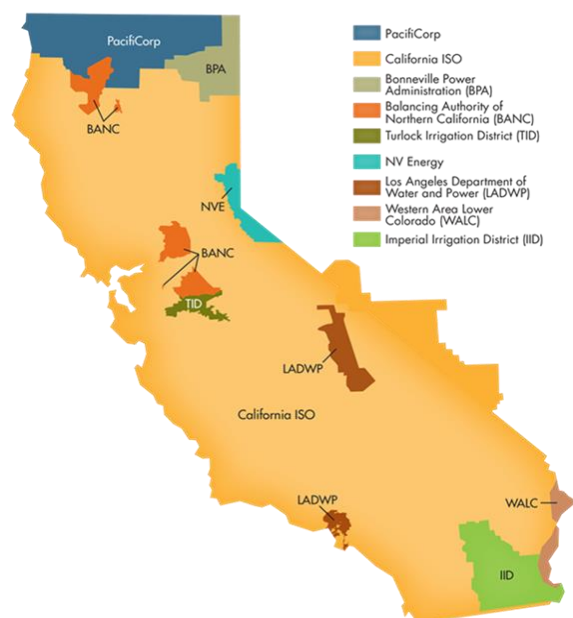 PacifiCorp
BPA
BANC
NVE
BANC
TID
LADWP
California ISO
LADWP
WALC
IID
PacifiCorp
California ISO
Bonneville Power
Administration (BPA)
Balancing Authority of
Northern California (BANC)
Turlock Irrigation District (TID)
NV Energy
Los Angeles Department of
Water and Power (LADWP)
Western Area Lower
Colorado (WALC)
Imperial Irrigation District (IID)